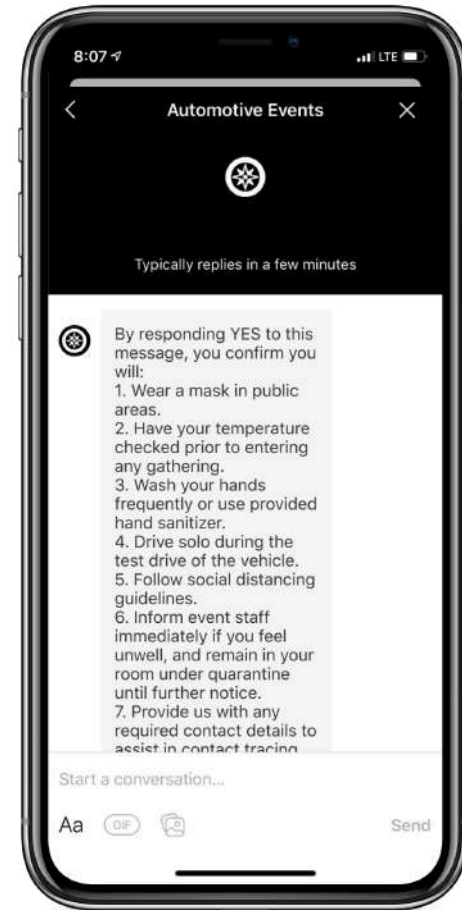 8:07
LTE
Automotive Events
Typically replies in a few minutes
By responding YES to this
message, you confirm you
will:
1. Wear a mask in public
areas.
2. Have your temperature
checked prior to entering
any gathering.
3. Wash your hands
frequently or use provided
hand sanitizer.
4. Drive solo during the
test drive of the vehicle.
5. Follow social distancing
guidelines.
6. Inform event staff
immediately if you feel
unwell, and remain in your
room under quarantine
until further notice.
7. Provide us with any
required contact details to
assist in contact tracing
Start a conversation...
Aa
GIF
Send